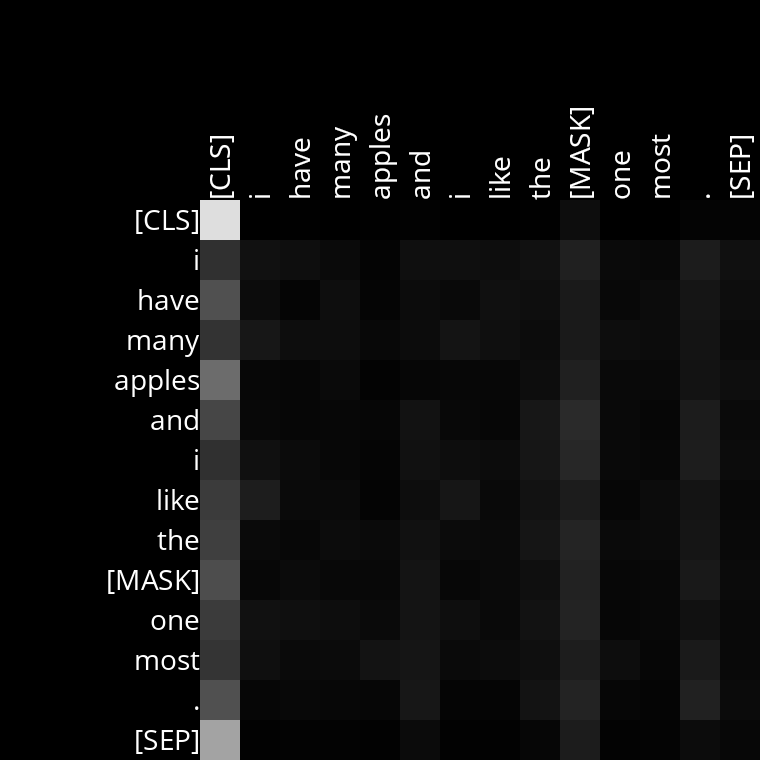 [CLS] i have many apples and i like the [MASK] one most . [SEP]
[CLS]
i
have
many
apples
and
i
like
the
[MASK]
one
most
.
[SEP]